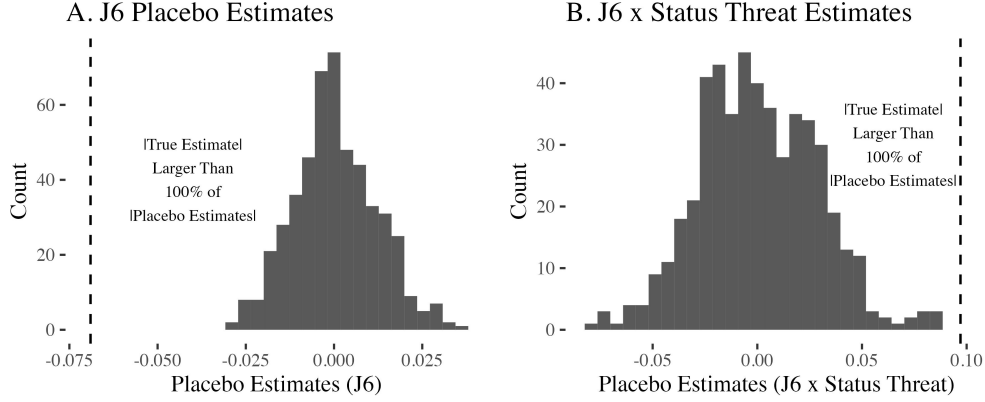 A. J6 Placebo Estimates
Count
60
40
20
0
|True Estimate|
Larger Than
100% of
|Placebo Estimates|
-0.075
-0.050
-0.025
0.000
0.025
Placebo Estimates (J6)
B. J6 x Status Threat Estimates
Count
40
30
20
10
0
|True Estimate|
Larger Than
100% of
|Placebo Estimates|
-0.05
0.00
0.05
0.10
Placebo Estimates (J6 x Status Threat)